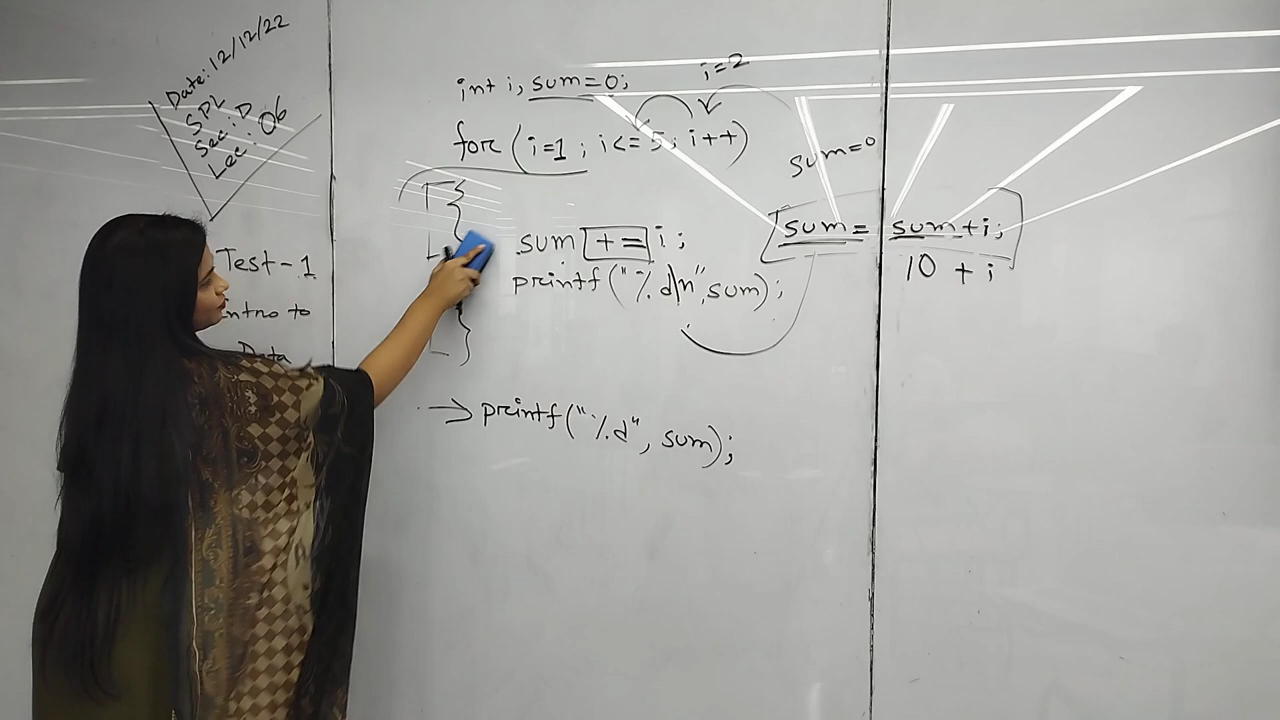 Date: 12/12/22
SPL
Sec: D
Lec: 06
Test-1
Intro to
Data
int i, sum=0;
i=2
for (i=1; i<=5; i++)
sum=0
{
sum += i;
sum = sum+i;
10 + i
printf("%d\n", sum);
}
→ printf("%d", sum);